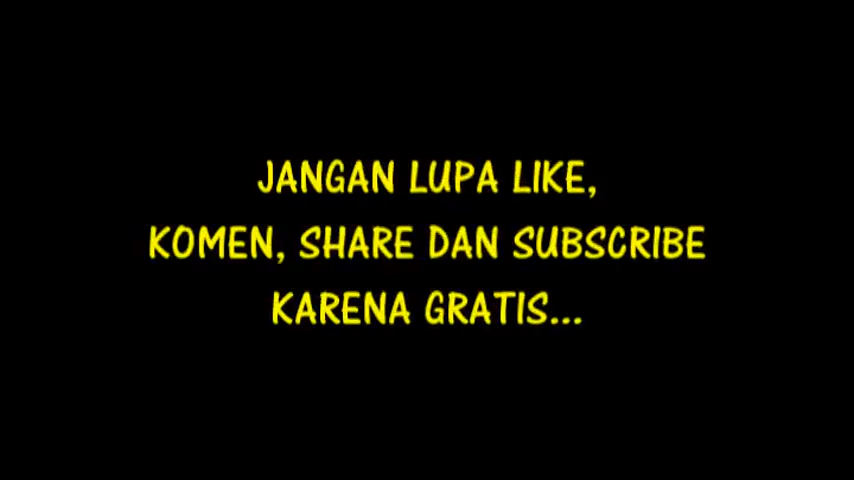 JANGAN LUPA LIKE,
KOMEN, SHARE DAN SUBSCRIBE
KARENA GRATIS...